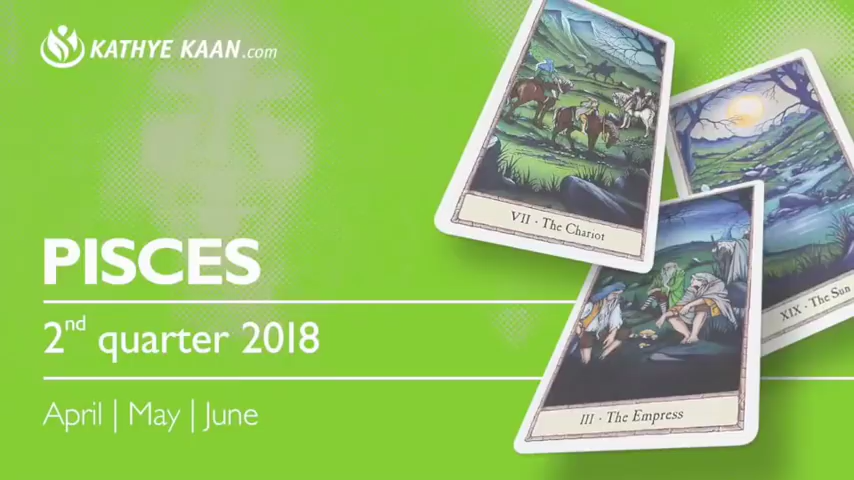 KATHYE KAAN.com
PISCES
2nd quarter 2018
April | May | June
VII · The Chariot
XIX · The Sun
III · The Empress